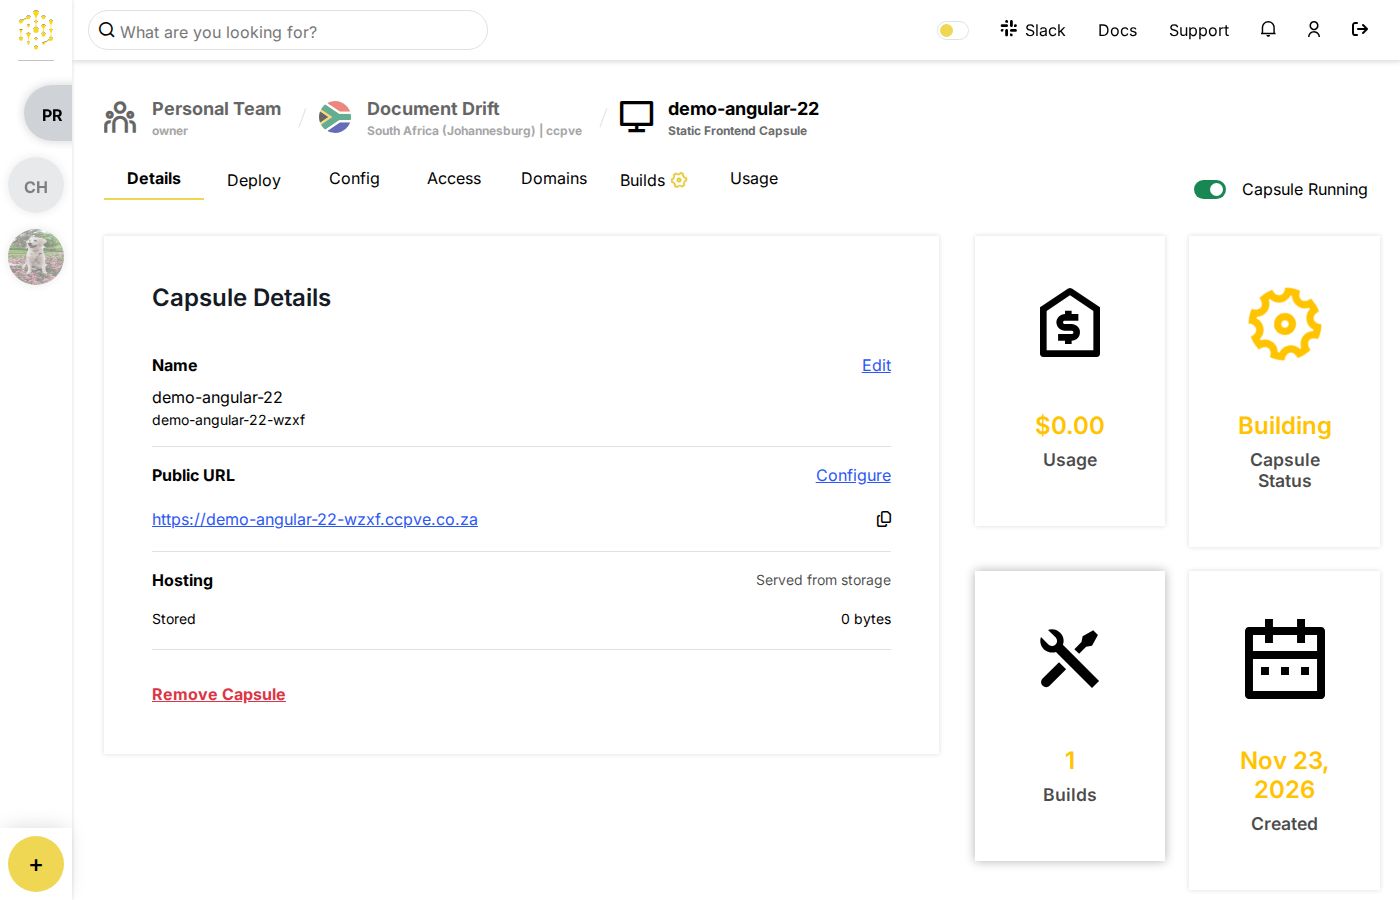 What are you looking for?
Slack
Docs
Support
PR
CH
+
Personal Team
owner
/
Document Drift
South Africa (Johannesburg) | ccpve
/
demo-angular-22
Static Frontend Capsule
Details
Deploy
Config
Access
Domains
Builds
Usage
Capsule Running
Capsule Details
Name
Edit
demo-angular-22
demo-angular-22-wzxf
Public URL
Configure
https://demo-angular-22-wzxf.ccpve.co.za
Hosting
Served from storage
Stored
0 bytes
Remove Capsule
$
$0.00
Usage
Building
Capsule
Status
1
Builds
Nov 23,
2026
Created